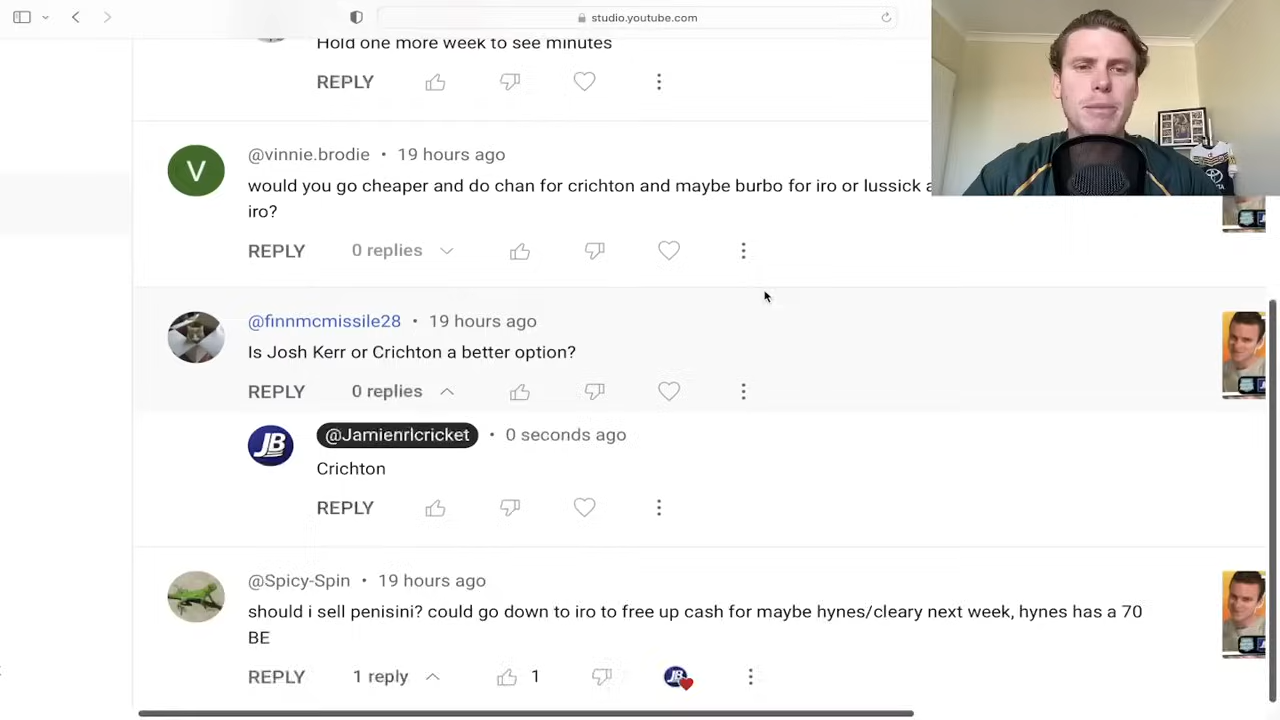 studio.youtube.com
Hold one more week to see minutes
REPLY
V
@vinnie.brodie • 19 hours ago
would you go cheaper and do chan for crichton and maybe burbo for iro or lussick
iro?
REPLY 0 replies
@finnmcmissile28 • 19 hours ago
Is Josh Kerr or Crichton a better option?
REPLY 0 replies
JB
@Jamienrlcricket • 0 seconds ago
Crichton
REPLY
@Spicy-Spin • 19 hours ago
should i sell penisini? could go down to iro to free up cash for maybe hynes/cleary next week, hynes has a 70
BE
REPLY 1 reply 1 JB